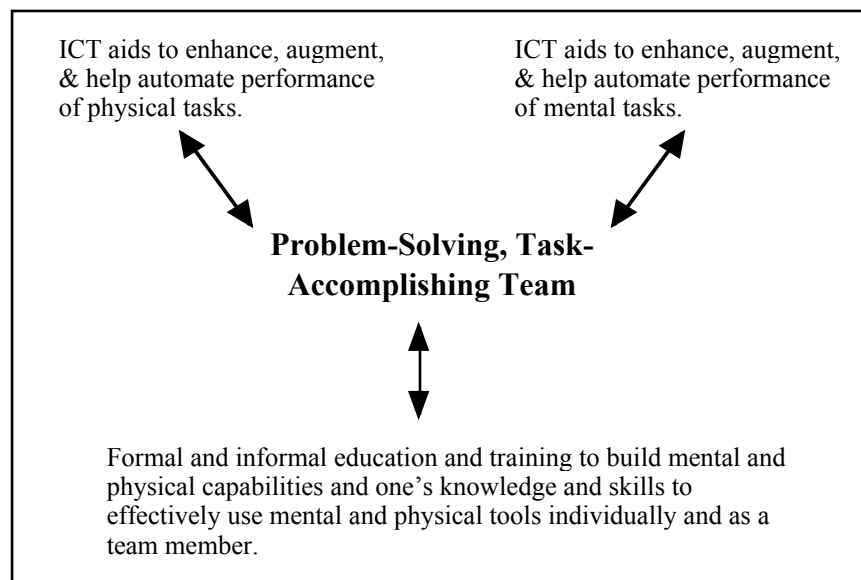 ICT aids to enhance, augment,
& help automate performance
of physical tasks.
ICT aids to enhance, augment,
& help automate performance
of mental tasks.
Problem-Solving, Task-
Accomplishing Team
Formal and informal education and training to build mental and
physical capabilities and one’s knowledge and skills to
effectively use mental and physical tools individually and as a
team member.